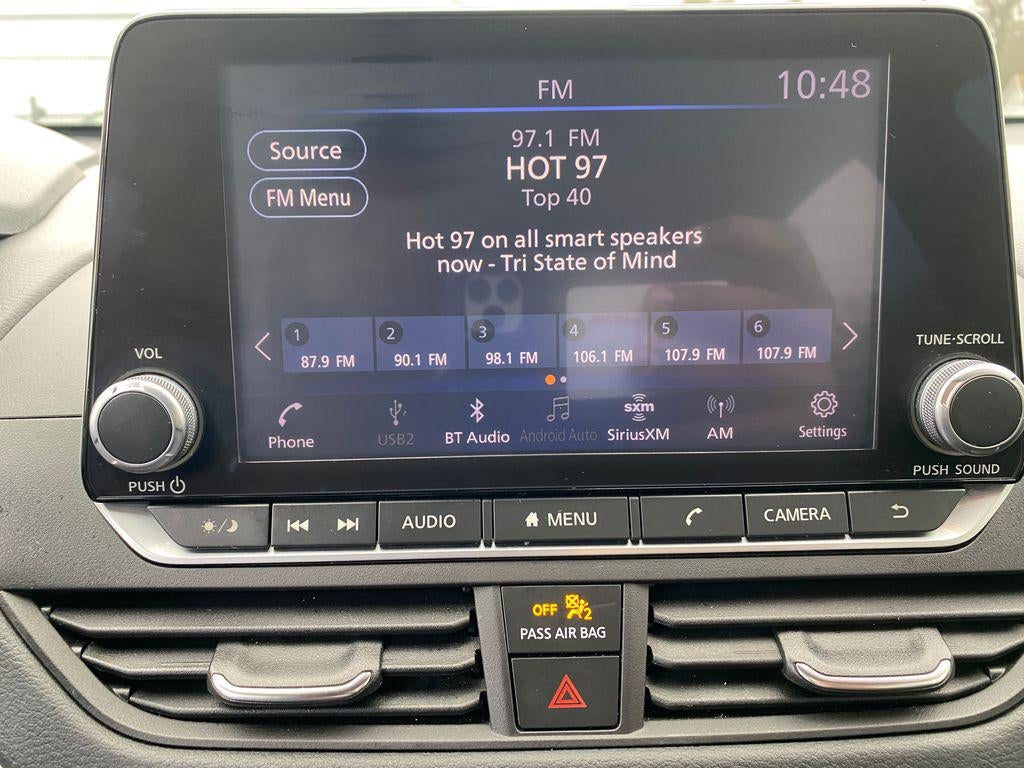 FM
10:48
Source
97.1 FM
HOT 97
FM Menu
Top 40
Hot 97 on all smart speakers
now - Tri State of Mind
1
2
3
4
5
6
87.9 FM
90.1 FM
98.1 FM
106.1 FM
107.9 FM
107.9 FM
VOL
TUNE·SCROLL
Phone
USB2
BT Audio
Android Auto
sxm
SiriusXM
AM
Settings
PUSH
PUSH SOUND
AUDIO
MENU
CAMERA
OFF
2
PASS AIR BAG